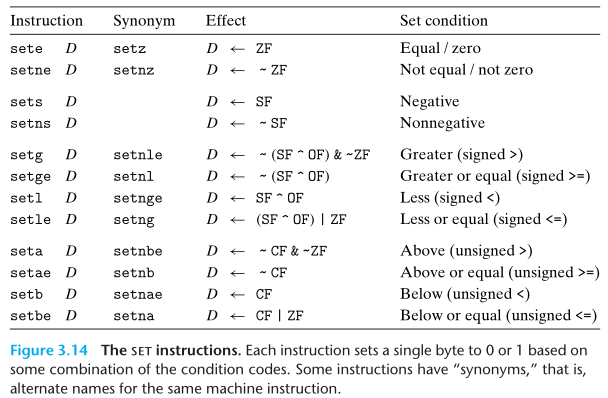 Instruction Synonym Effect Set condition
sete D setz D ← ZF Equal / zero
setne D setnz D ← ~ZF Not equal / not zero
sets D D ← SF Negative
setns D D ← ~SF Nonnegative
setg D setnle D ← ~(SF ^ OF) & ~ZF Greater (signed >)
setge D setnl D ← ~(SF ^ OF) Greater or equal (signed >=)
setl D setnge D ← SF ^ OF Less (signed <)
setle D setng D ← (SF ^ OF) | ZF Less or equal (signed <=)
seta D setnbe D ← ~CF & ~ZF Above (unsigned >)
setae D setnb D ← ~CF Above or equal (unsigned >=)
setb D setnae D ← CF Below (unsigned <)
setbe D setna D ← CF | ZF Below or equal (unsigned <=)
Figure 3.14 The SET instructions. Each instruction sets a single byte to 0 or 1 based on
some combination of the condition codes. Some instructions have “synonyms,” that is,
alternate names for the same machine instruction.